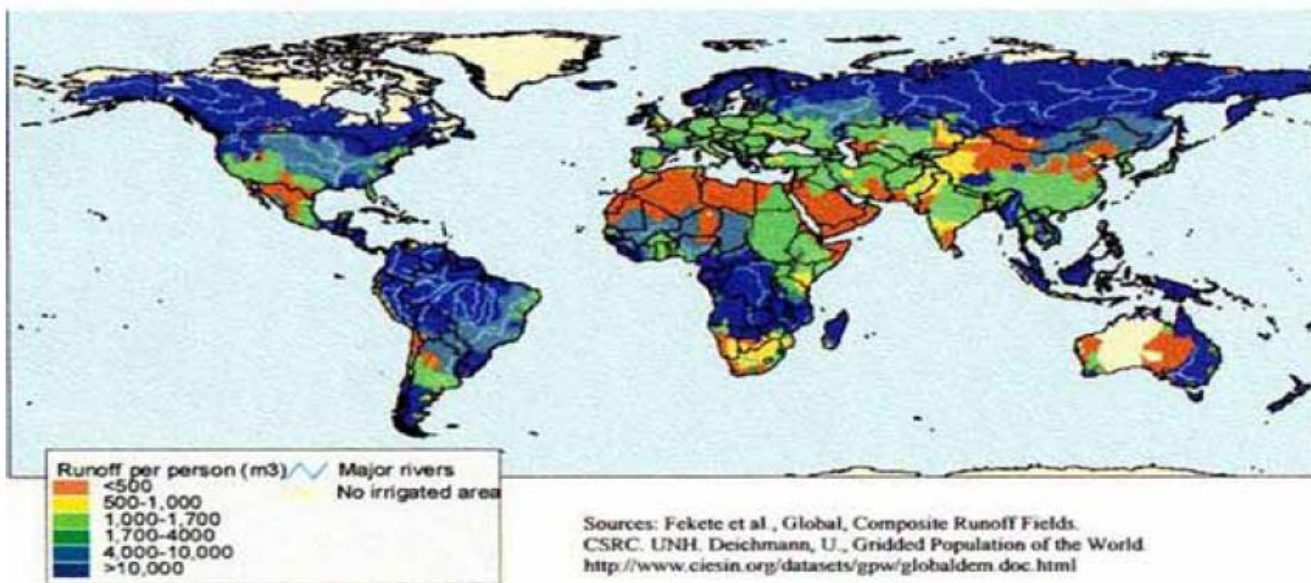 Runoff per person (m3)
<500
500-1,000
1,000-1,700
1,700-4000
4,000-10,000
>10,000
Major rivers
No irrigated area
Sources: Fekete et al., Global, Composite Runoff Fields.
CSRC. UNH. Deichmann, U., Gridded Population of the World
http://www.ciesin.org/datasets/gpw/globaldem.doc.html